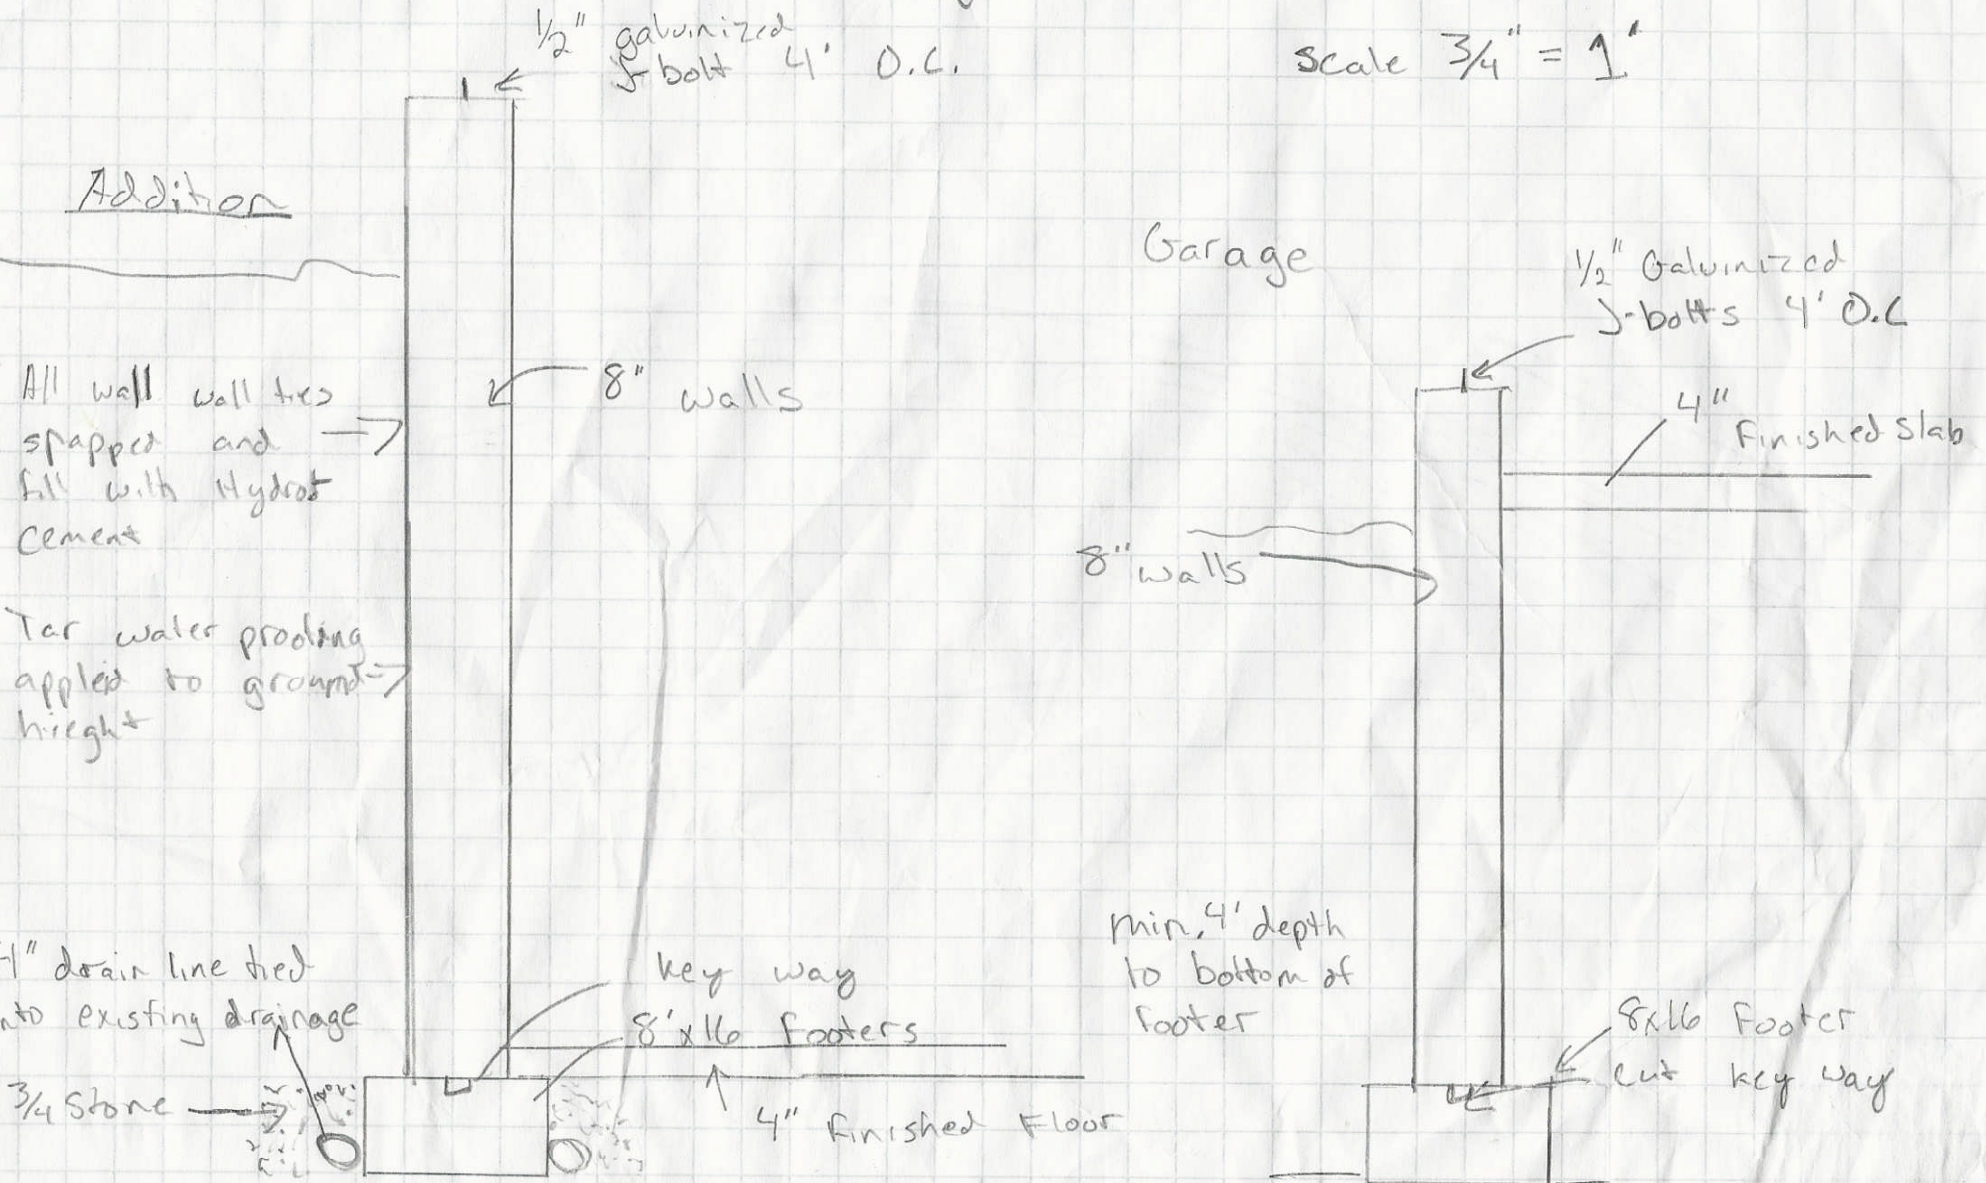 1/2" galvinized
J-bolt 4' O.C.
Scale 3/4" = 1'
Addition
Garage
1/2" Galvinized
J-bolts 4' O.C
All wall wall ties
spapped and
fill with Hydrot
cement
8" walls
4"
Finished Slab
8" walls
Tar water proofing
applied to ground
hieght
4" drain line tied
into existing drainage
3/4 Stone
key way
8'x16 footers
4" finished Floor
min. 4' depth
to bottom of
footer
8x16 Footer
cut key way